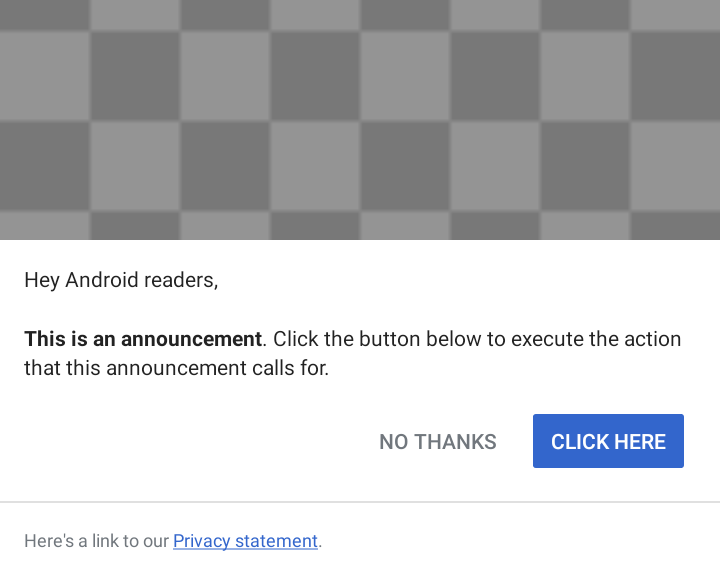 Hey Android readers,
This is an announcement. Click the button below to execute the action
that this announcement calls for.
NO THANKS
CLICK HERE
Here's a link to our Privacy statement.